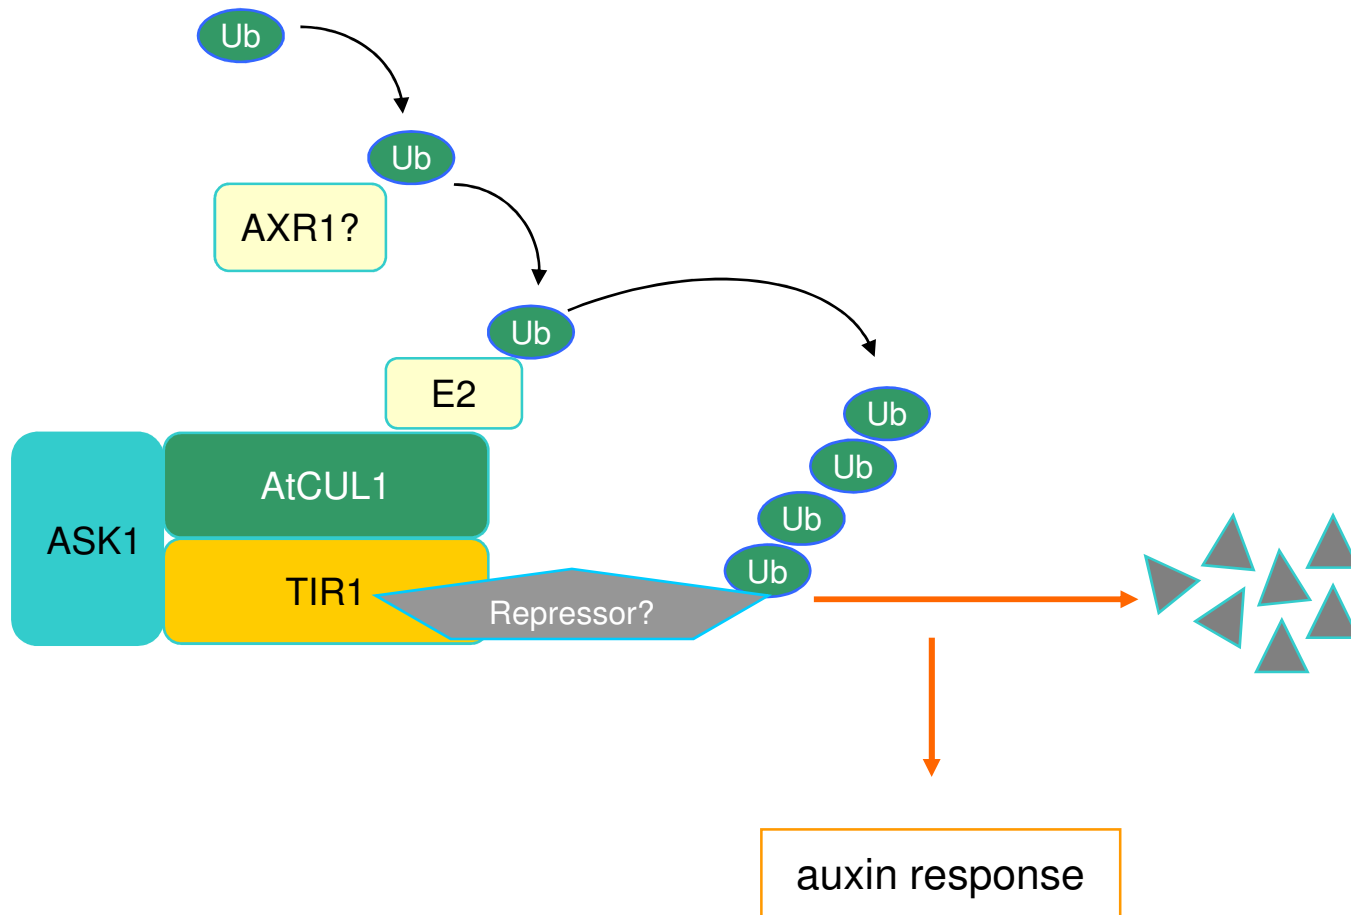 Ub
Ub
AXR1?
Ub
E2
Ub
Ub
AtCUL1
Ub
ASK1
Ub
TIR1
Repressor?
auxin response